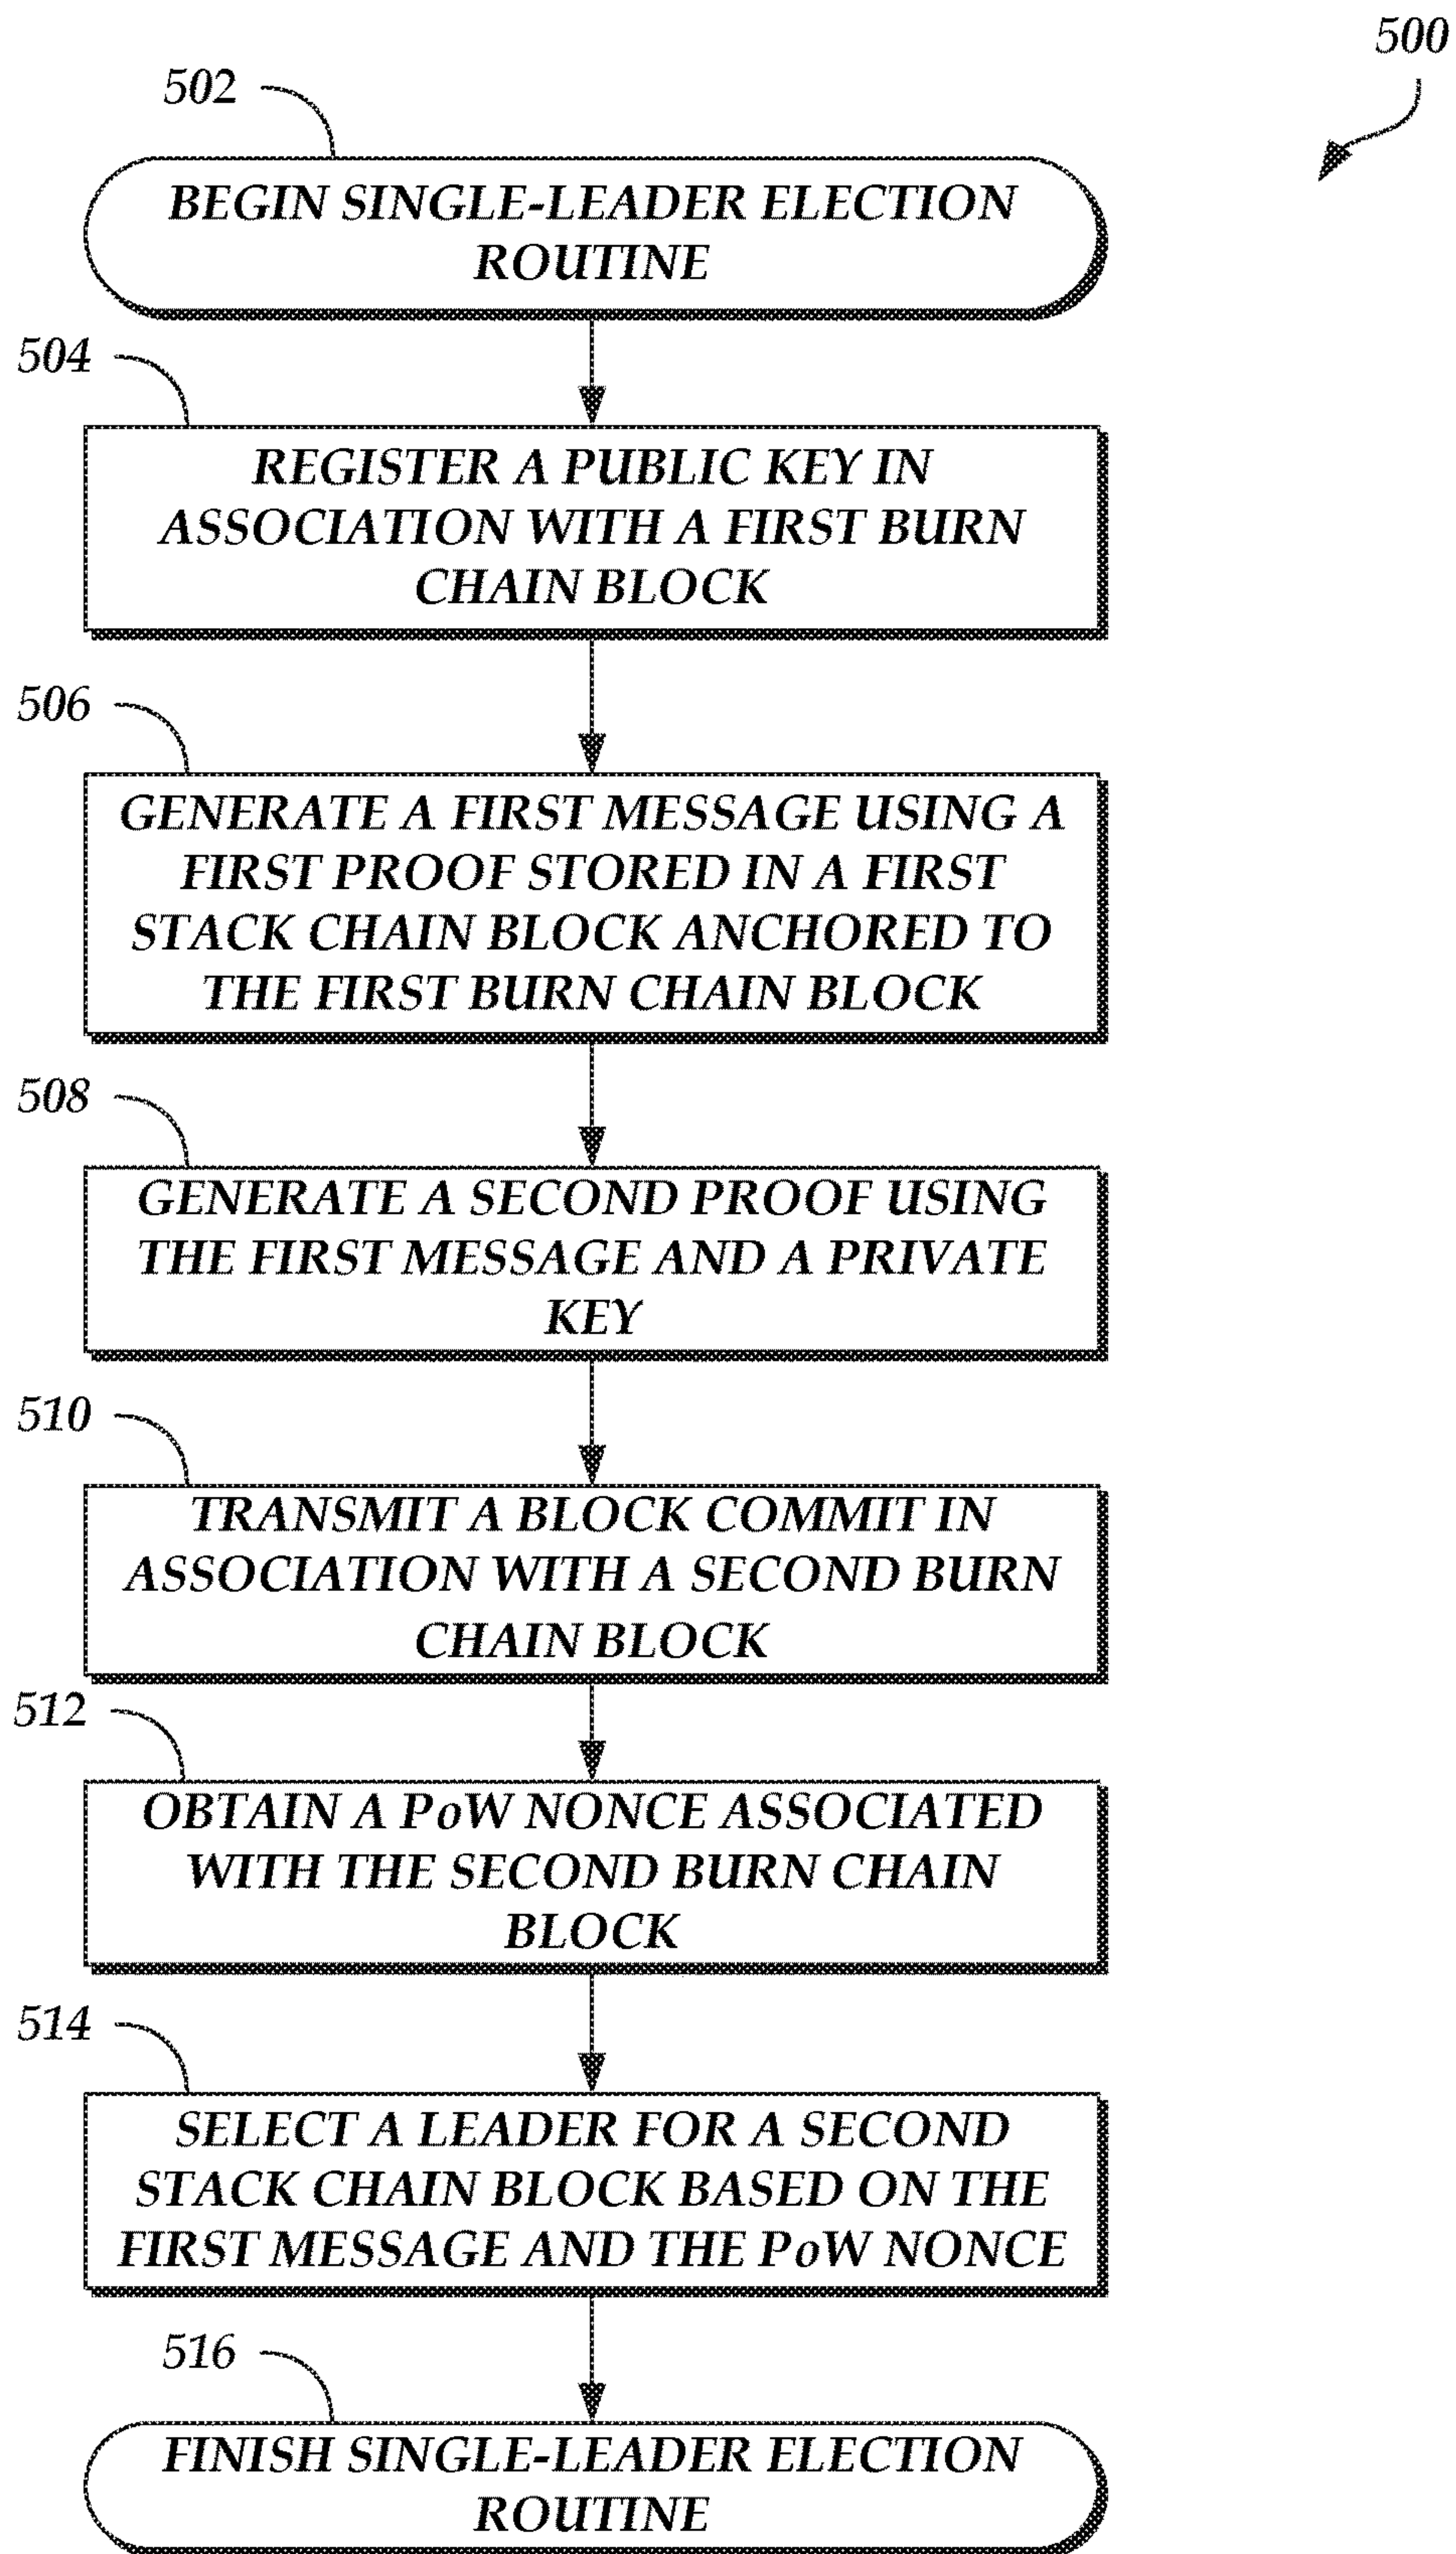 500
502
BEGIN SINGLE-LEADER ELECTION
ROUTINE
504
REGISTER A PUBLIC KEY IN
ASSOCIATION WITH A FIRST BURN
CHAIN BLOCK
506
GENERATE A FIRST MESSAGE USING A
FIRST PROOF STORED IN A FIRST
STACK CHAIN BLOCK ANCHORED TO
THE FIRST BURN CHAIN BLOCK
508
GENERATE A SECOND PROOF USING
THE FIRST MESSAGE AND A PRIVATE
KEY
510
TRANSMIT A BLOCK COMMIT IN
ASSOCIATION WITH A SECOND BURN
CHAIN BLOCK
512
OBTAIN A PoW NONCE ASSOCIATED
WITH THE SECOND BURN CHAIN
BLOCK
514
SELECT A LEADER FOR A SECOND
STACK CHAIN BLOCK BASED ON THE
FIRST MESSAGE AND THE PoW NONCE
516
FINISH SINGLE-LEADER ELECTION
ROUTINE